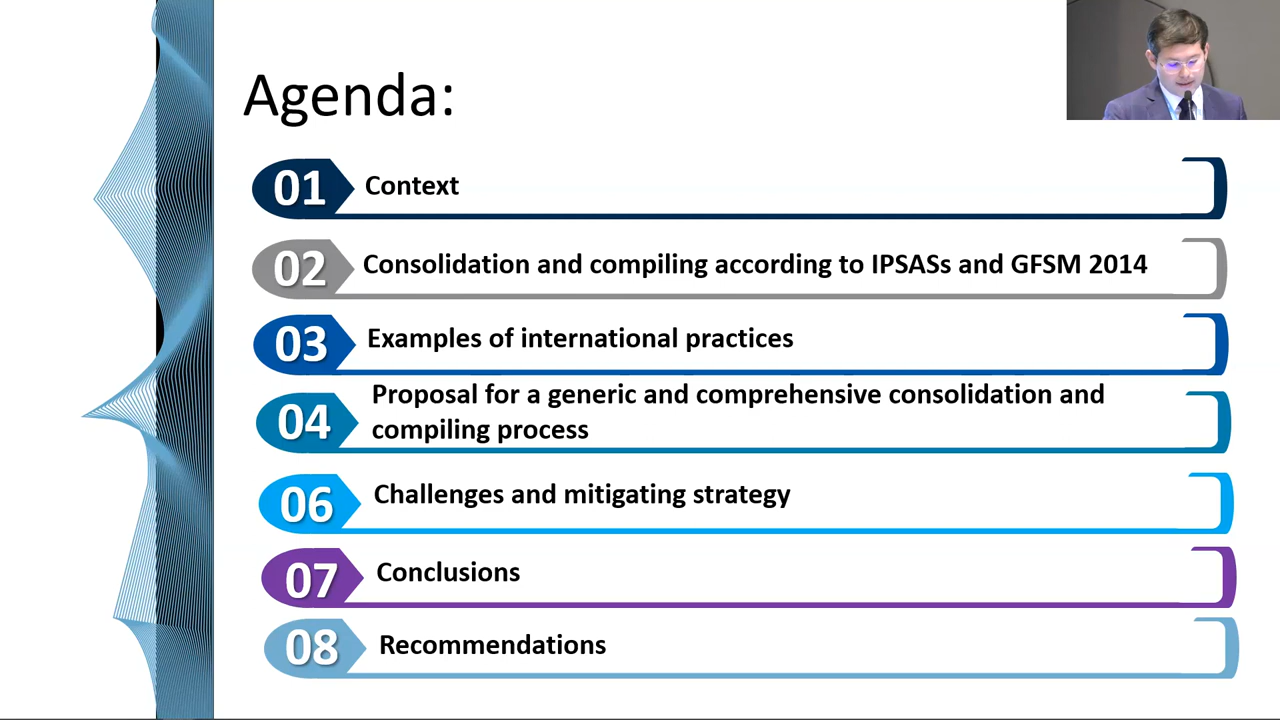 Agenda:
01 Context
02 Consolidation and compiling according to IPSASs and GFSM 2014
03 Examples of international practices
04 Proposal for a generic and comprehensive consolidation and
compiling process
06 Challenges and mitigating strategy
07 Conclusions
08 Recommendations